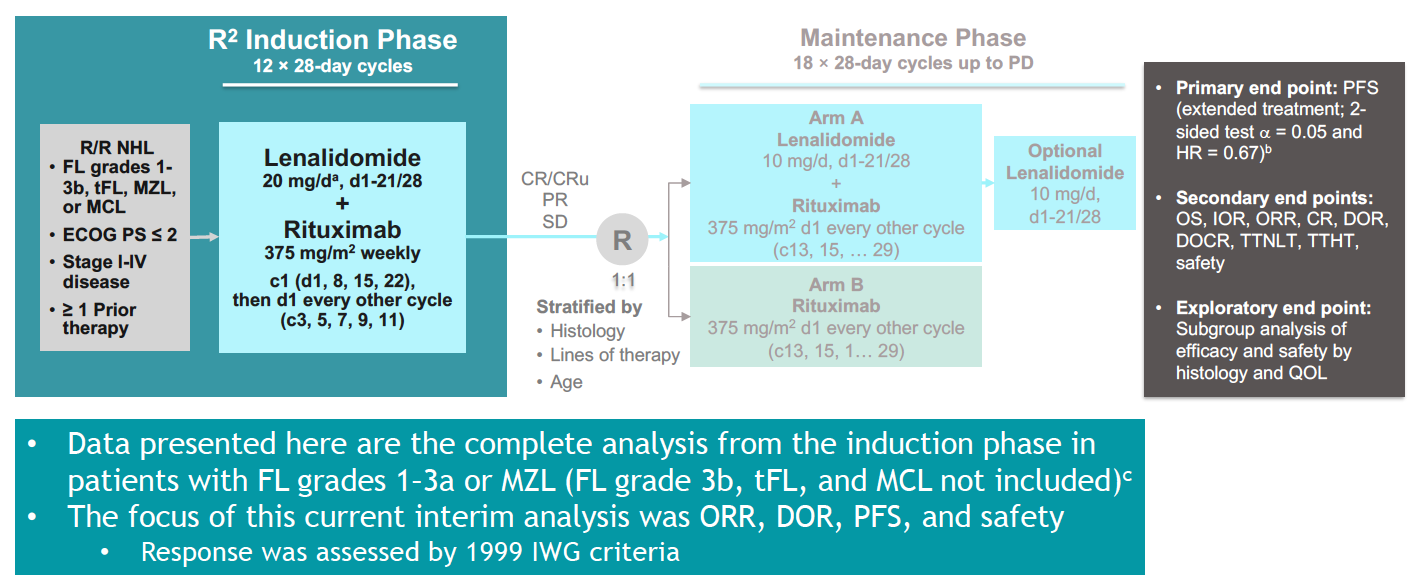 R² Induction Phase
12 × 28-day cycles
R/R NHL
• FL grades 1-
3b, tFL, MZL,
or MCL
• ECOG PS ≤ 2
• Stage I-IV
disease
• ≥ 1 Prior
therapy
Lenalidomide
20 mg/dᵃ, d1-21/28
+
Rituximab
375 mg/m² weekly
c1 (d1, 8, 15, 22),
then d1 every other cycle
(c3, 5, 7, 9, 11)
CR/CRu
PR
SD
R
1:1
Stratified by
• Histology
• Lines of therapy
• Age
Maintenance Phase
18 × 28-day cycles up to PD
Arm A
Lenalidomide
10 mg/d, d1-21/28
+
Rituximab
375 mg/m² d1 every other cycle
(c13, 15, … 29)
Arm B
Rituximab
375 mg/m² d1 every other cycle
(c13, 15, 1… 29)
Optional
Lenalidomide
10 mg/d,
d1-21/28
• Primary end point: PFS
(extended treatment; 2-
sided test α = 0.05 and
HR = 0.67)ᵇ
• Secondary end points:
OS, IOR, ORR, CR, DOR,
DOCR, TTNLT, TTHT,
safety
• Exploratory end point:
Subgroup analysis of
efficacy and safety by
histology and QOL
• Data presented here are the complete analysis from the induction phase in
patients with FL grades 1–3a or MZL (FL grade 3b, tFL, and MCL not included)ᶜ
• The focus of this current interim analysis was ORR, DOR, PFS, and safety
• Response was assessed by 1999 IWG criteria